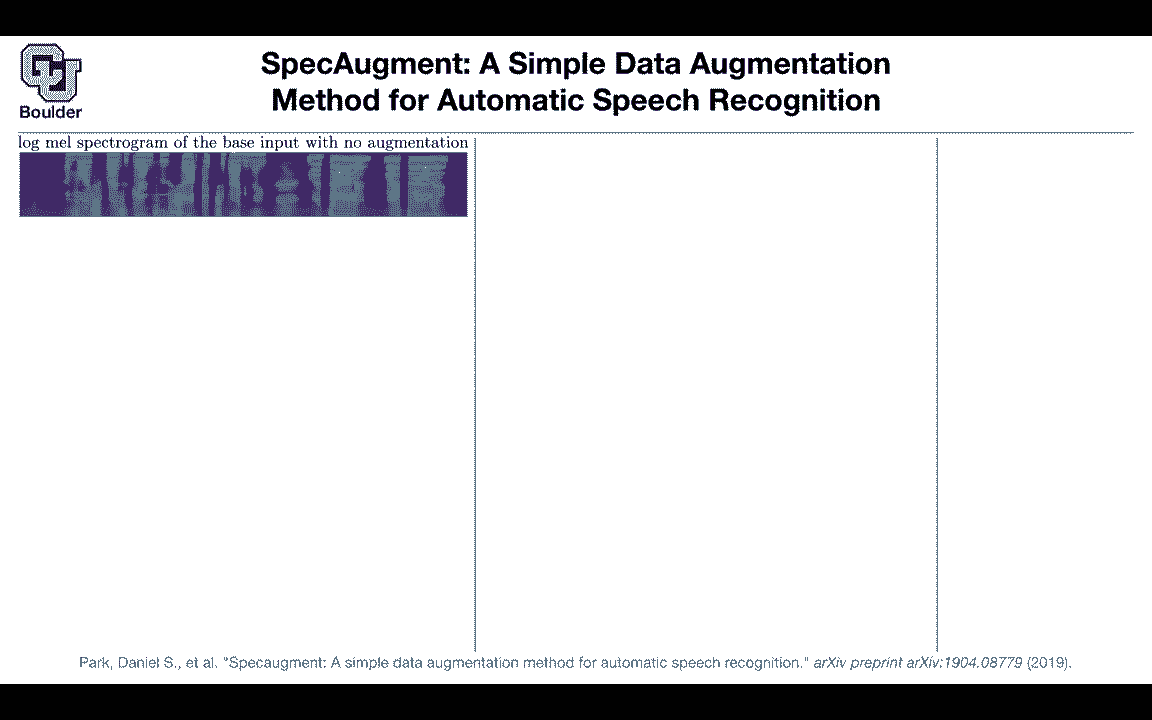 Boulder
SpecAugment: A Simple Data Augmentation
Method for Automatic Speech Recognition
log mel spectrogram of the base input with no augmentation
Park, Daniel S., et al. "Specaugment: A simple data augmentation method for automatic speech recognition." arXiv preprint arXiv:1904.08779 (2019).